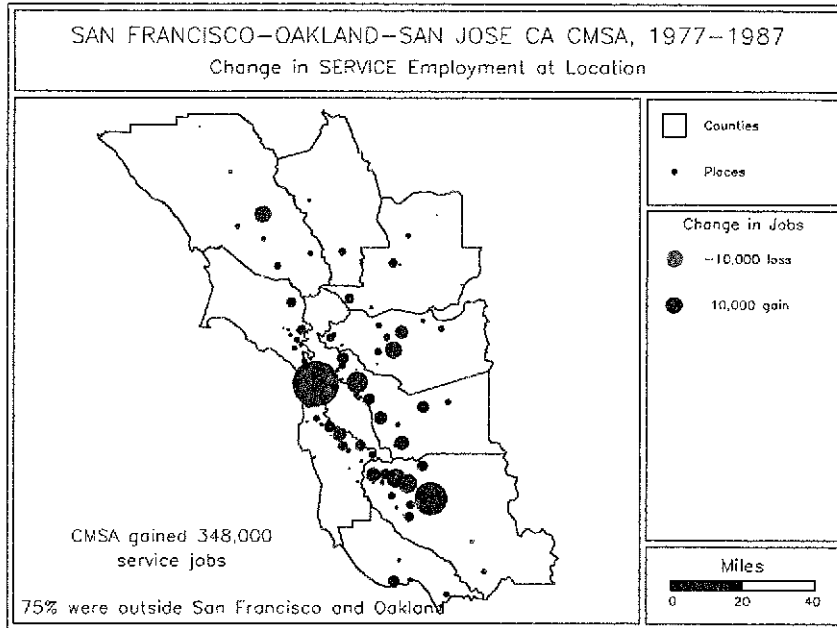 SAN FRANCISCO–OAKLAND–SAN JOSE CA CMSA, 1977–1987
Change in SERVICE Employment at Location
Counties
Places
Change in Jobs
-10,000 loss
10,000 gain
CMSA gained 348,000
service jobs
75% were outside San Francisco and Oakland
Miles
0 20 40